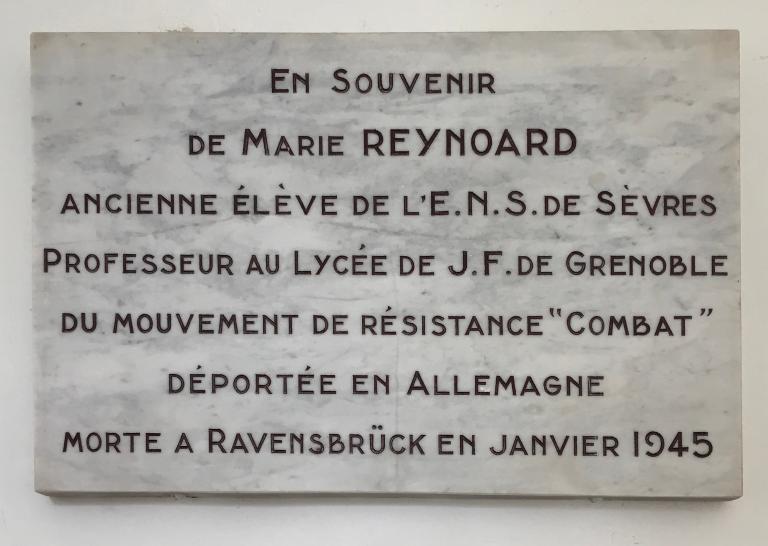 En Souvenir
de Marie REYNOARD
ancienne élève de l'E.N.S. de Sèvres
Professeur au Lycée de J.F. de Grenoble
du mouvement de résistance "Combat"
déportée en Allemagne
morte a Ravensbrück en janvier 1945